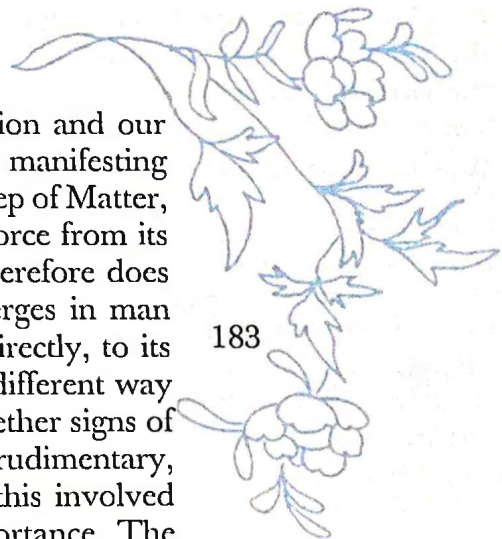 ion and our
manifesting
ep of Matter,
orce from its
erefore does
erges in man
irectly, to its
different way
ether signs of
rudimentary,
this involved
ortance. The
183